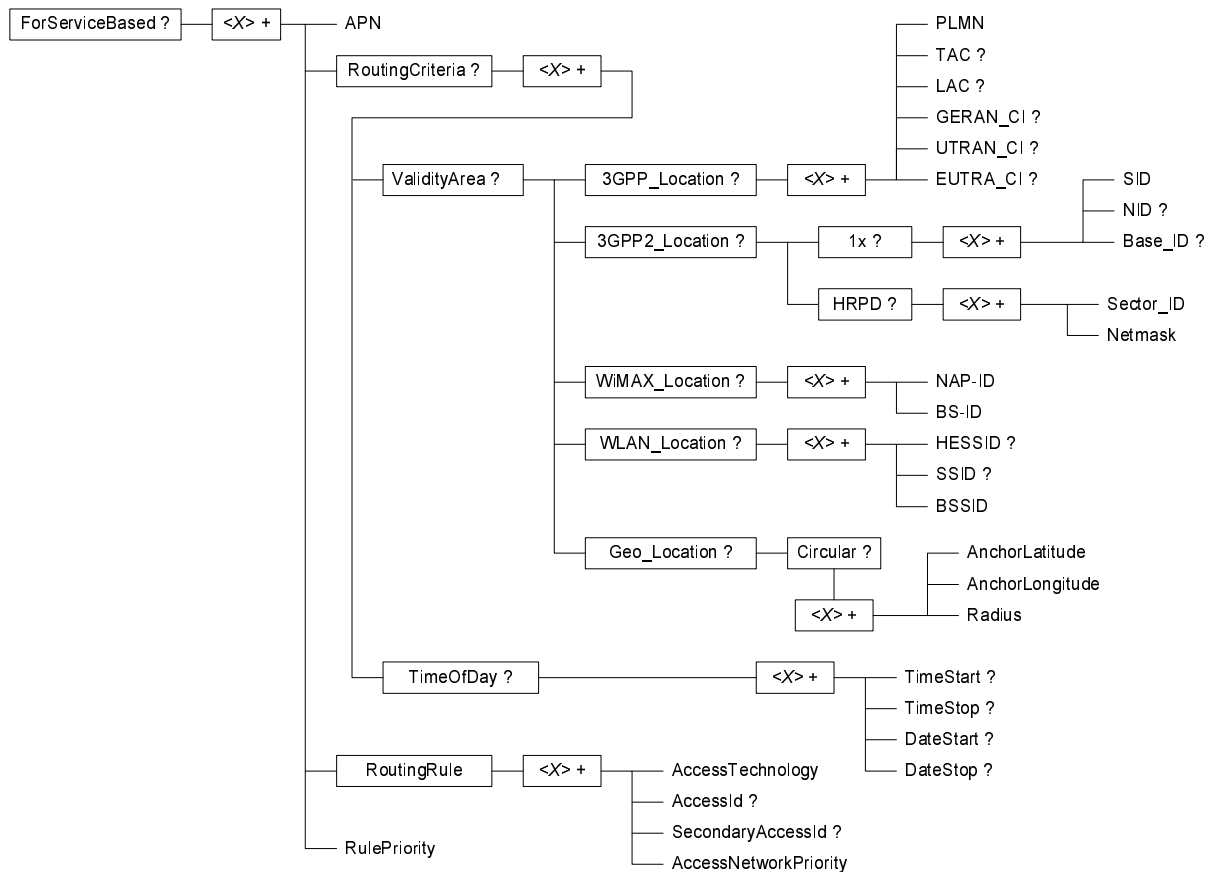 ForServiceBased ? <X> + APN
RoutingCriteria ? <X> +
ValidityArea ? 3GPP_Location ? <X> + PLMN
TAC ?
LAC ?
GERAN_CI ?
UTRAN_CI ?
EUTRA_CI ?
3GPP2_Location ? 1x ? <X> + SID
NID ?
Base_ID ?
HRPD ? <X> + Sector_ID
Netmask
WiMAX_Location ? <X> + NAP-ID
BS-ID
WLAN_Location ? <X> + HESSID ?
SSID ?
BSSID
Geo_Location ? Circular ? <X> + AnchorLatitude
AnchorLongitude
Radius
TimeOfDay ? <X> + TimeStart ?
TimeStop ?
DateStart ?
DateStop ?
RoutingRule <X> + AccessTechnology
AccessId ?
SecondaryAccessId ?
AccessNetworkPriority
RulePriority